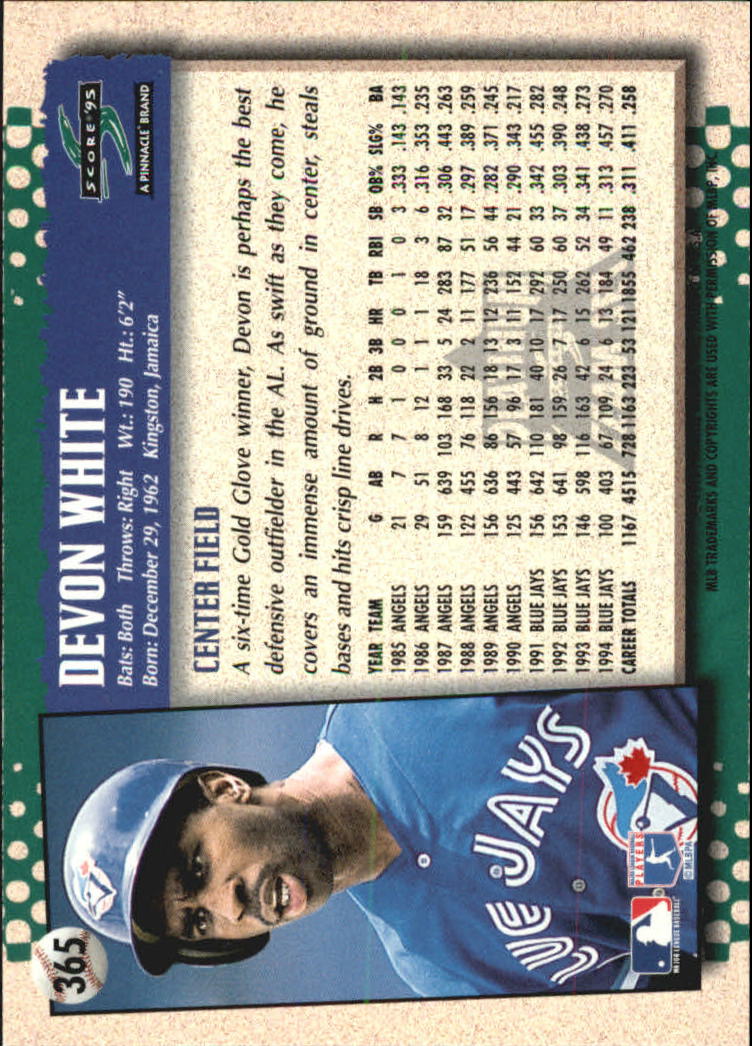 365
DEVON WHITE
Bats: Both Throws: Right Wt.: 190 Ht.: 6'2"
Born: December 29, 1962 Kingston, Jamaica
SCORE '95
A PINNACLE BRAND
CENTER FIELD
A six-time Gold Glove winner, Devon is perhaps the best
defensive outfielder in the AL. As swift as they come, he
covers an immense amount of ground in center, steals
bases and hits crisp line drives.
YEAR TEAM G AB R H 2B 3B HR TB RBI SB OB% SLG% BA
1985 ANGELS 21 7 7 1 0 0 0 1 0 3 .333 .143 .143
1986 ANGELS 29 51 8 12 1 1 1 18 3 6 .316 .353 .235
1987 ANGELS 159 639 103 168 33 5 24 283 87 32 .306 .443 .263
1988 ANGELS 122 455 76 118 22 2 11 177 51 17 .297 .389 .259
1989 ANGELS 156 636 86 156 18 13 12 236 56 44 .282 .371 .245
1990 ANGELS 125 443 57 96 17 3 11 152 44 21 .290 .343 .217
1991 BLUE JAYS 156 642 110 181 40 10 17 292 60 33 .342 .455 .282
1992 BLUE JAYS 153 641 98 159 26 7 17 250 60 37 .303 .390 .248
1993 BLUE JAYS 146 598 116 163 42 6 15 262 52 34 .341 .438 .273
1994 BLUE JAYS 100 403 67 109 24 6 13 184 49 11 .313 .457 .270
CAREER TOTALS 1167 4515 728 1163 223 53 121 1855 462 238 .311 .411 .258
UE JAYS
PLAYERS
© MLBPA
MAJOR LEAGUE BASEBALL
MLB TRADEMARKS AND COPYRIGHTS ARE USED WITH PERMISSION OF MLBP, INC.